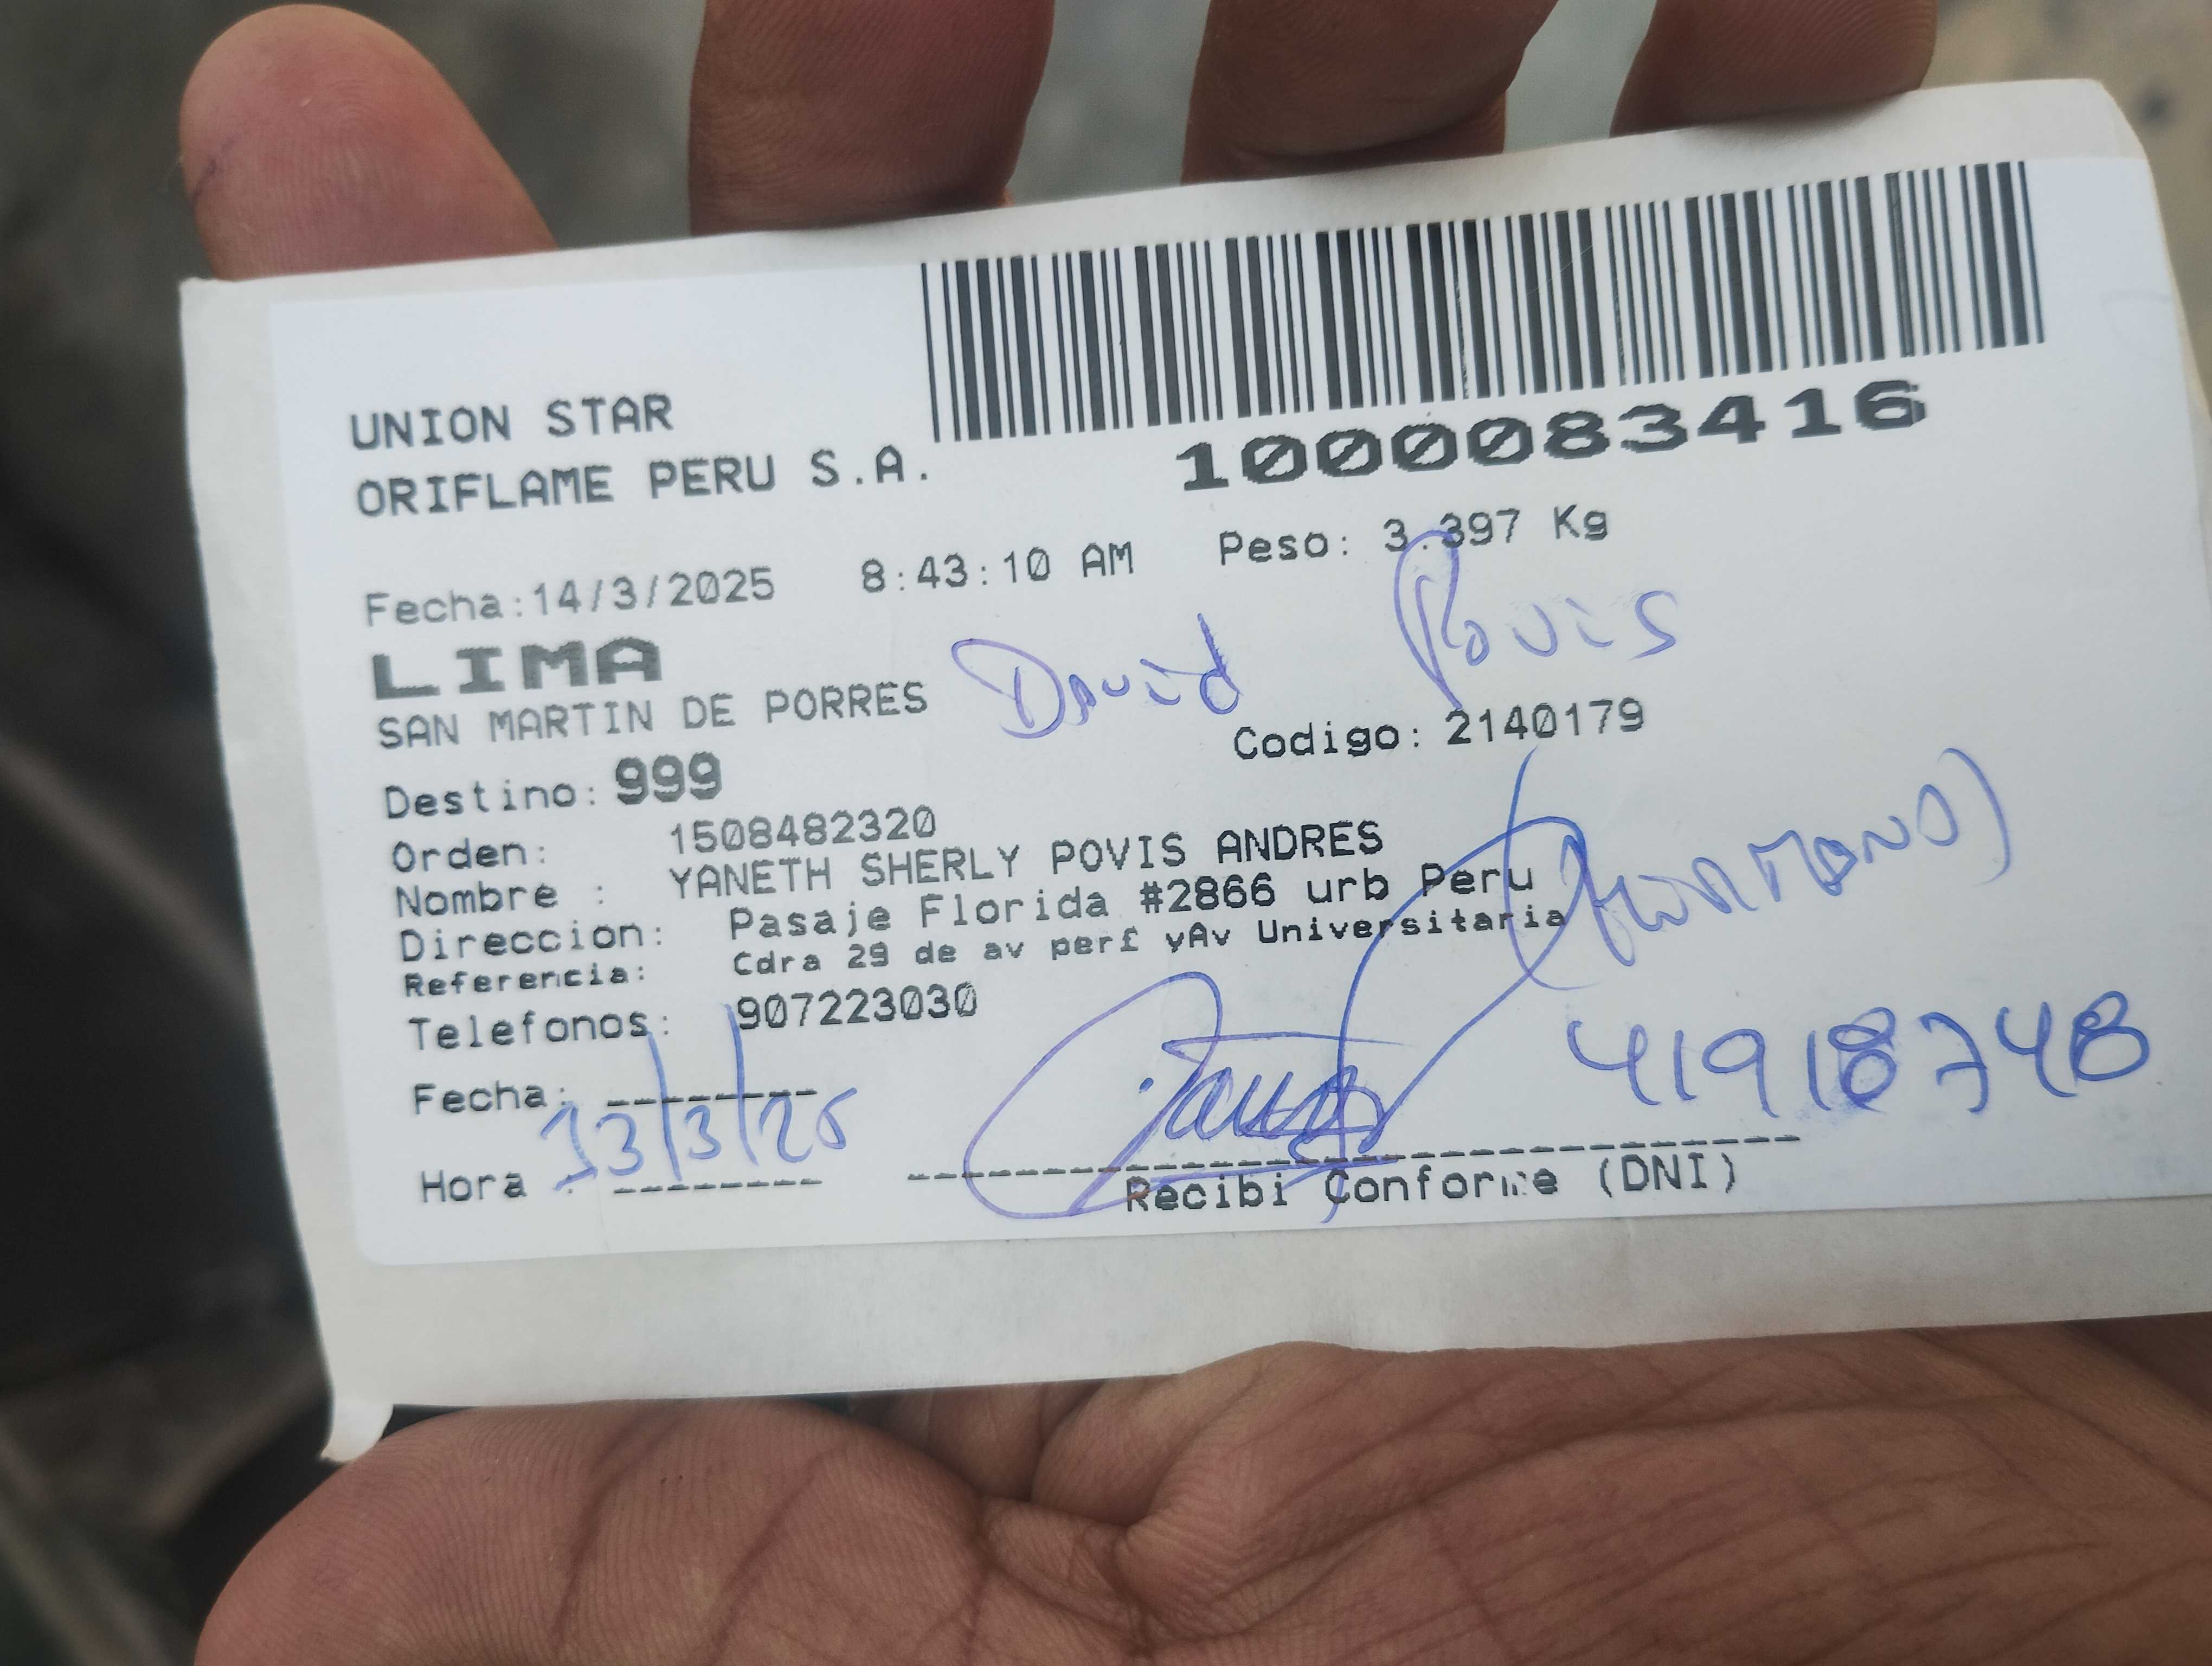 UNION STAR
ORIFLAME PERU S.A.
1000083416
Fecha:14/3/2025 8:43:10 AM Peso: 3.397 Kg
LIMA
SAN MARTIN DE PORRES
David Povis
Destino: 999 Codigo: 2140179
Orden: 1508482320
Nombre : YANETH SHERLY POVIS ANDRES
Direccion: Pasaje Florida #2866 urb Peru
(HERMANO)
Referencia: Cdra 29 de av per£ yAv Universitaria
Telefonos: 907223030
41918748
Fecha:
13/3/25
Hora :
Recibi Conforme (DNI)